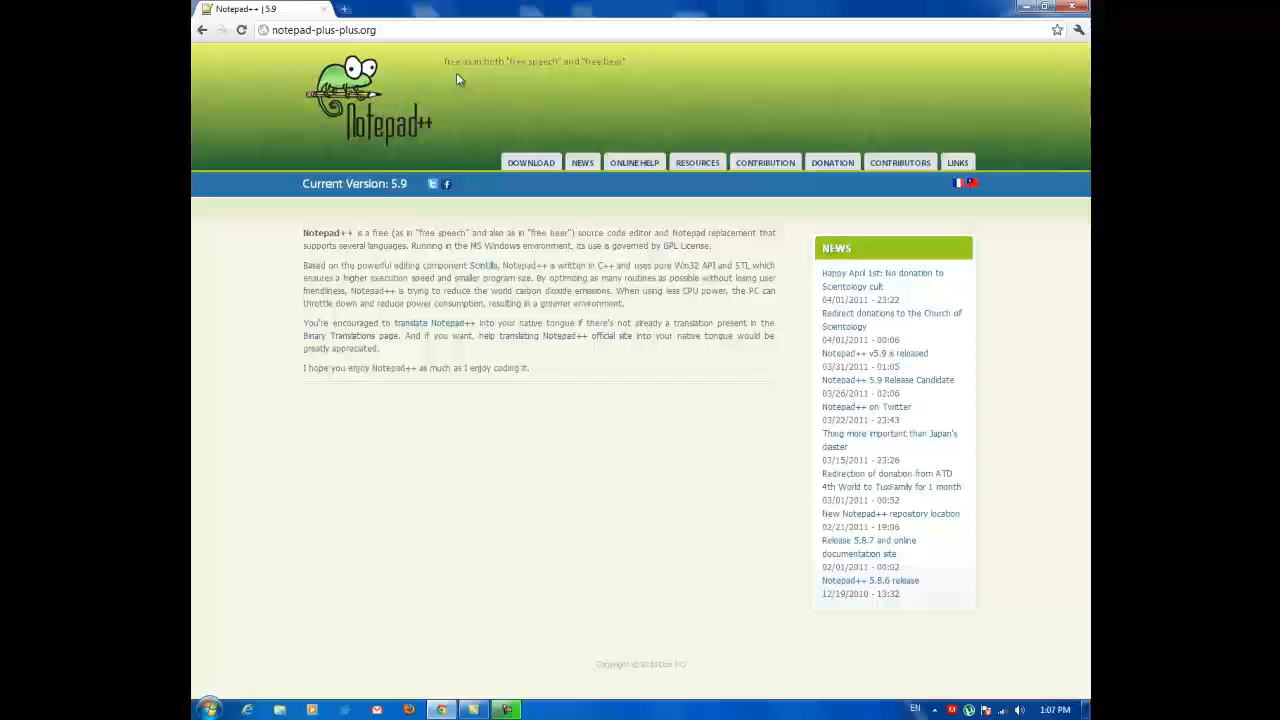 Notepad++ | 5.9
notepad-plus-plus.org
free as in both "free speech" and "free beer"
Notepad++
DOWNLOAD NEWS ONLINE HELP RESOURCES CONTRIBUTION DONATION CONTRIBUTORS LINKS
Current Version: 5.9
Notepad++ is a free (as in "free speech" and also as in "free beer") source code editor and Notepad replacement that
supports several languages. Running in the MS Windows environment, its use is governed by GPL License.
Based on the powerful editing component Scintilla, Notepad++ is written in C++ and uses pure Win32 API and STL which
ensures a higher execution speed and smaller program size. By optimizing as many routines as possible without losing user
friendliness, Notepad++ is trying to reduce the world carbon dioxide emissions. When using less CPU power, the PC can
throttle down and reduce power consumption, resulting in a greener environment.
You're encouraged to translate Notepad++ into your native tongue if there's not already a translation present in the
Binary Translations page. And if you want, help translating Notepad++ official site into your native tongue would be
greatly appreciated.
I hope you enjoy Notepad++ as much as I enjoy coding it.
NEWS
Happy April 1st: No donation to
Scientology cult
04/01/2011 - 23:22
Redirect donations to the Church of
Scientology
04/01/2011 - 00:06
Notepad++ v5.9 is released
03/31/2011 - 01:05
Notepad++ 5.9 Release Candidate
03/26/2011 - 02:06
Notepad++ on Twitter
03/22/2011 - 23:43
Thing more important than Japan's
diaster
03/15/2011 - 23:26
Redirection of donation from ATD
4th World to TuxFamily for 1 month
03/01/2011 - 00:52
New Notepad++ repository location
02/21/2011 - 19:06
Release 5.8.7 and online
documentation site
02/01/2011 - 00:02
Notepad++ 5.8.6 release
12/19/2010 - 13:32
Copyright © 2010 Don HO
EN
1:07 PM